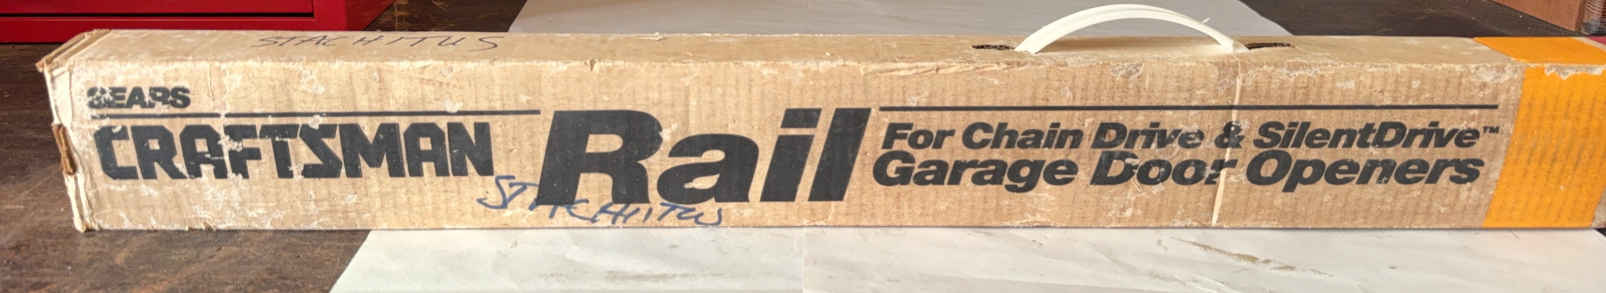 STACHITUS
SEARS
CRAFTSMAN
Rail
For Chain Drive & SilentDrive™
Garage Door Openers
STACHITUS